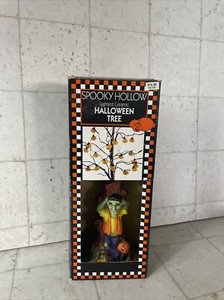 SPOOKY HOLLOW
Lighted Ceramic
HALLOWEEN
TREE